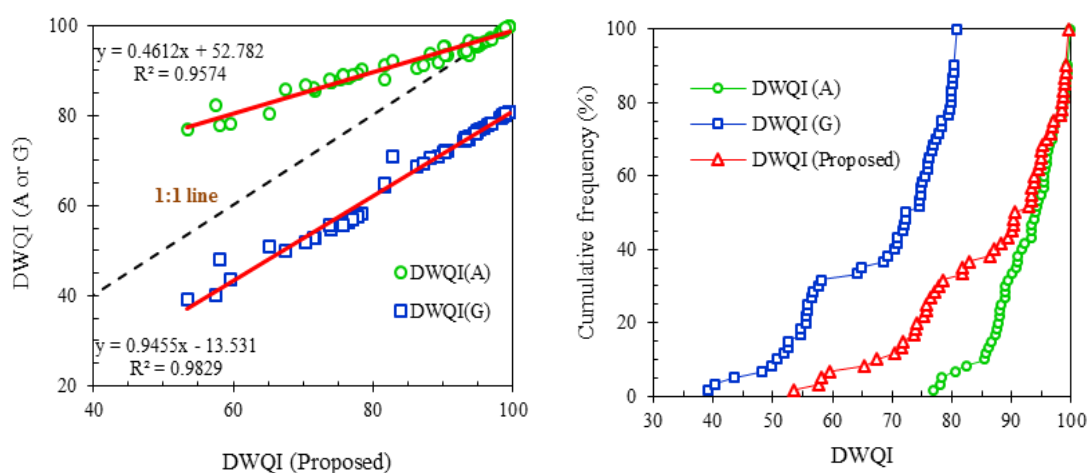 100
80
60
40
20
DWQI (A or G)
y = 0.4612x + 52.782
R² = 0.9574
1:1 line
DWQI(A)
DWQI(G)
y = 0.9455x - 13.531
R² = 0.9829
40
60
80
100
DWQI (Proposed)
100
80
60
40
20
0
Cumulative frequency (%)
DWQI (A)
DWQI (G)
DWQI (Proposed)
30
40
50
60
70
80
90
100
DWQI